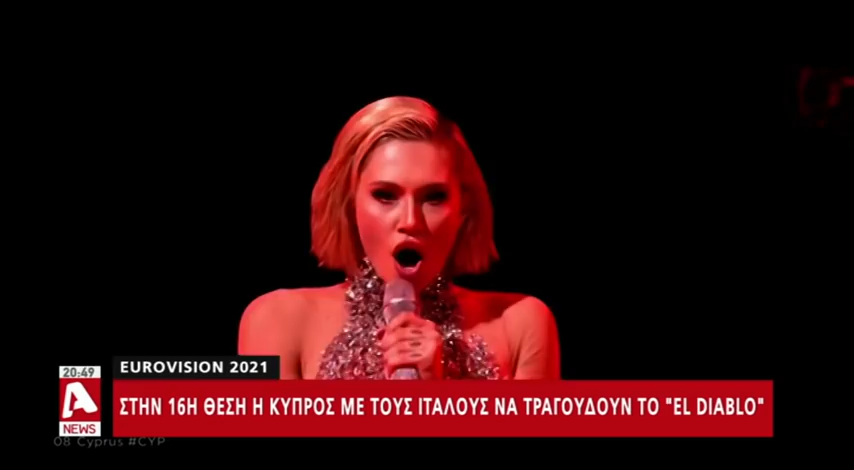 EUROVISION 2021
20:49
A
NEWS
ΣΤΗΝ 16Η ΘΕΣΗ Η ΚΥΠΡΟΣ ΜΕ ΤΟΥΣ ΙΤΑΛΟΥΣ ΝΑ ΤΡΑΓΟΥΔΟΥΝ ΤΟ "EL DIABLO"
08 Cyprus #CYP